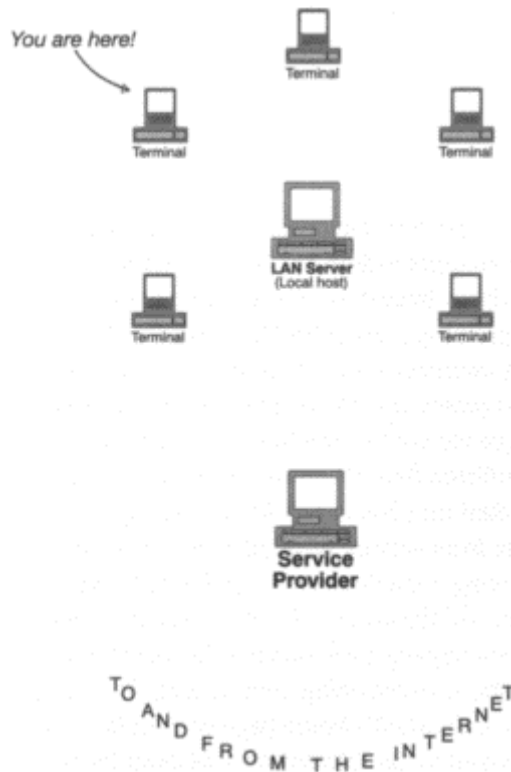 You are here!
Terminal
Terminal
Terminal
LAN Server
(Local host)
Terminal
Terminal
Service
Provider
TO AND FROM THE INTERNET